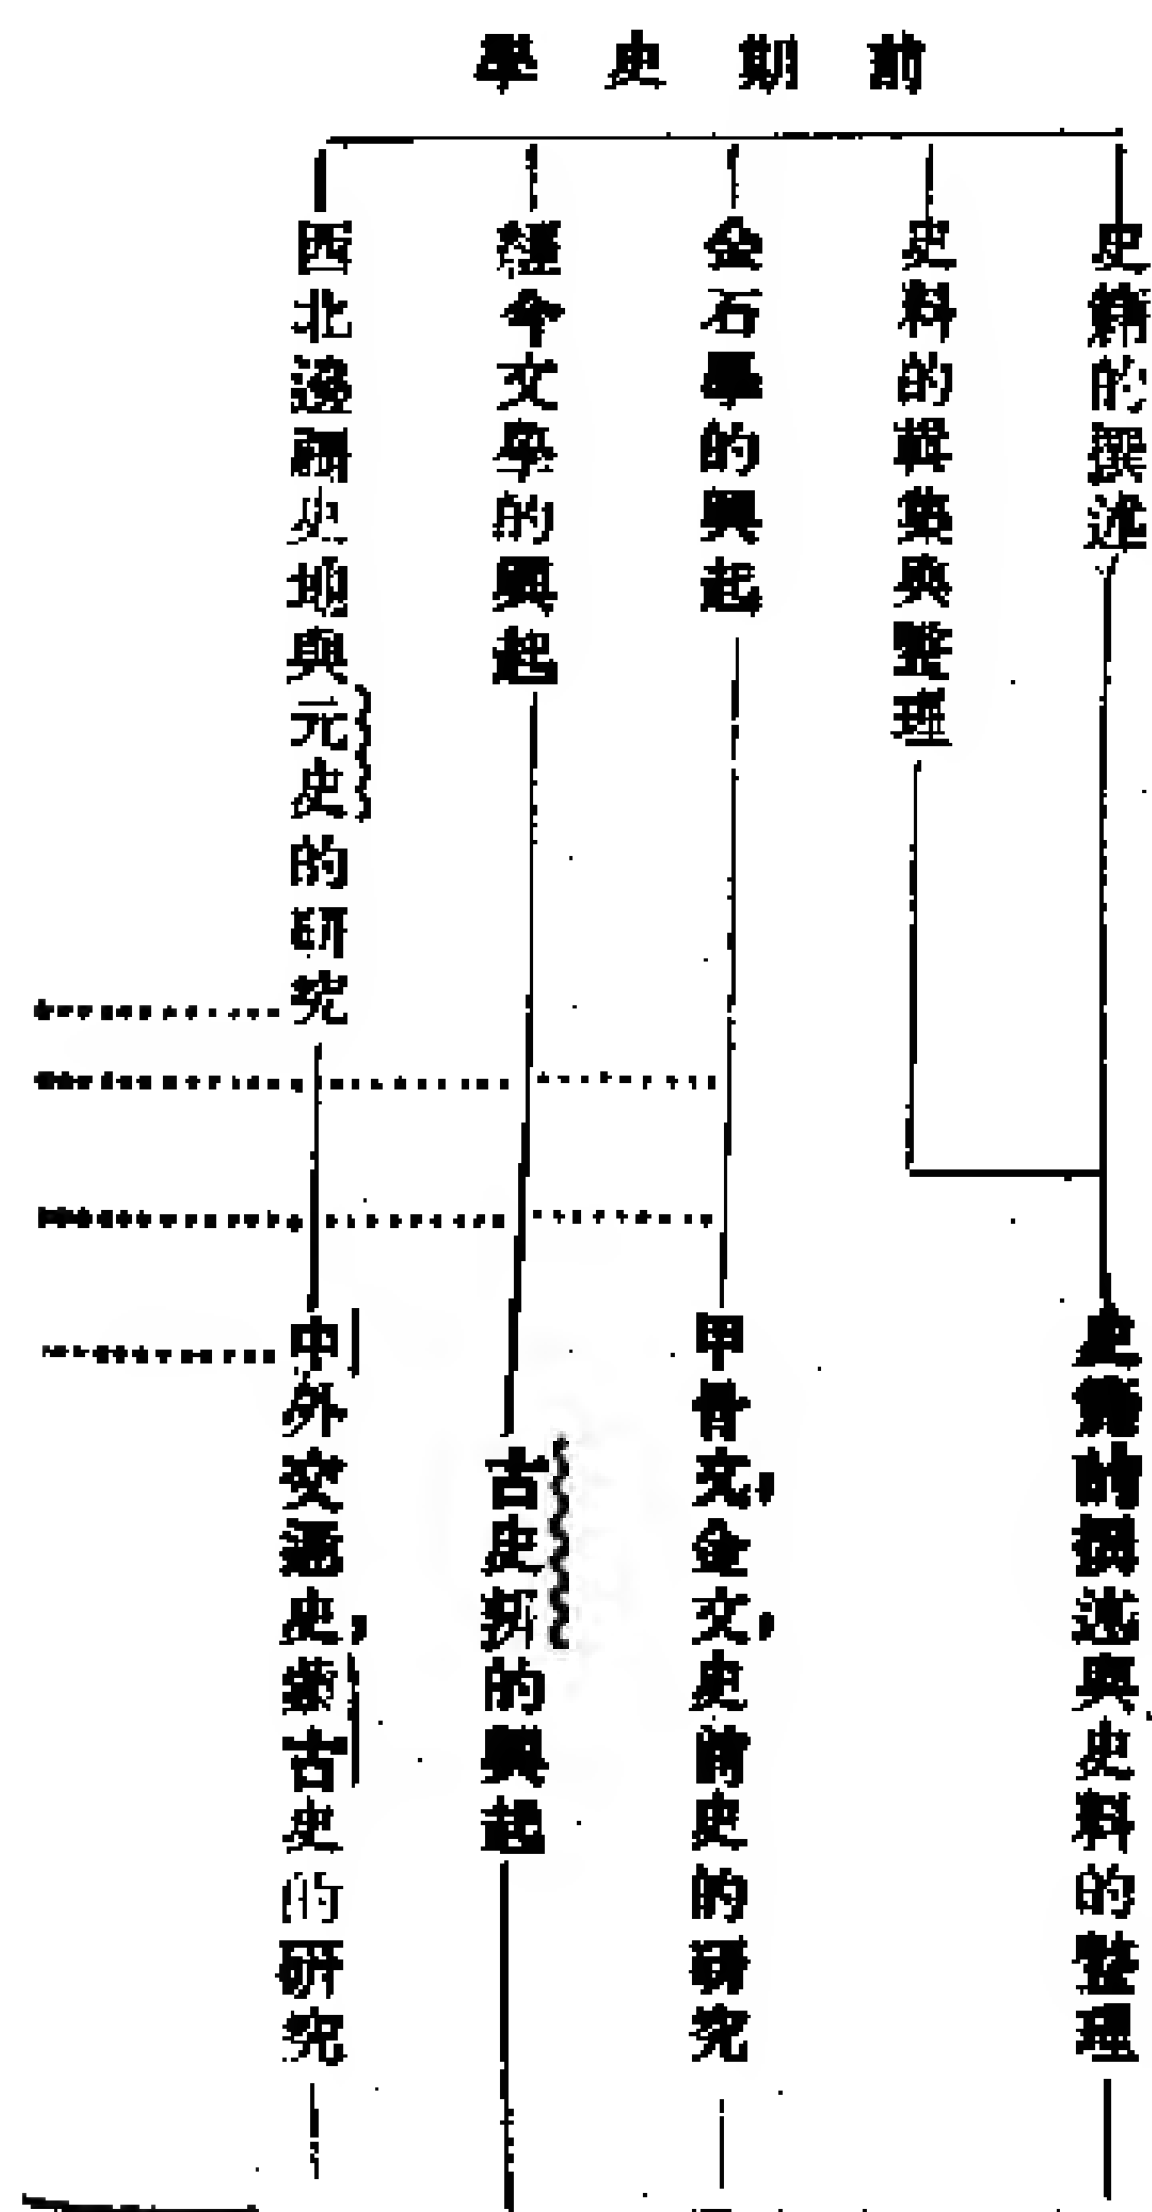 前期史學
史籍的撰述
史料的輯集與整理
金石學的興起
經今文學的興起
西北邊疆史地與元史的研究
史籍的撰述與史料的整理
甲骨文,金文,史前史的研究
古史辨的興起
中外交通史,蒙古史的研究